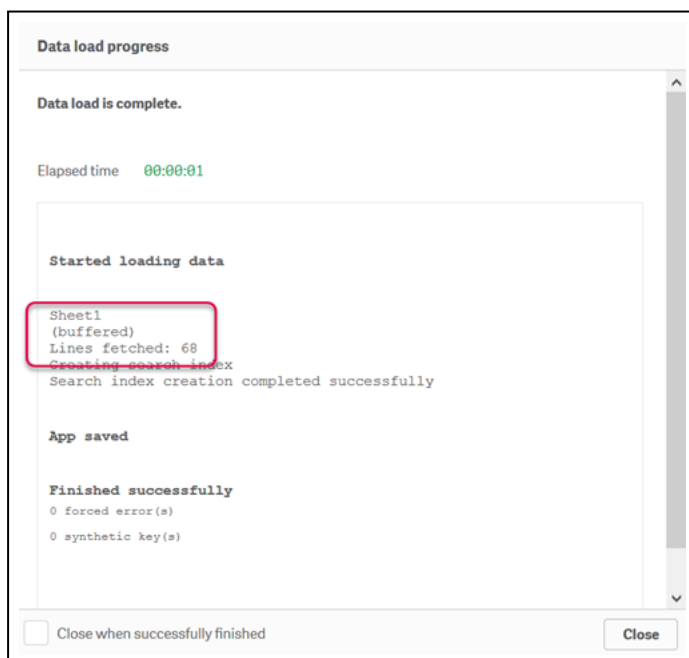 Data load progress
Data load is complete.
Elapsed time 00:00:01
Started loading data
Sheet1
(buffered)
Lines fetched: 68
Creating search index
Search index creation completed successfully
App saved
Finished successfully
0 forced error(s)
0 synthetic key(s)
Close when successfully finished
Close